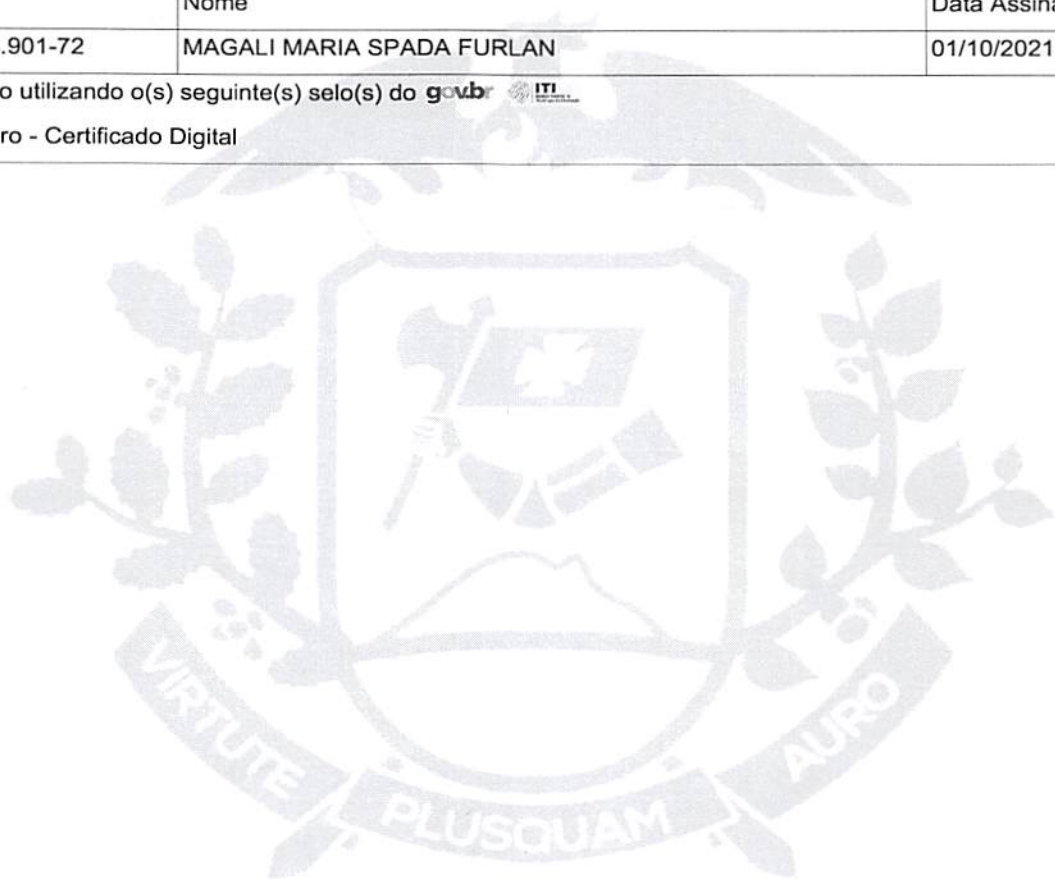 Nome Data Assina
.901-72 MAGALI MARIA SPADA FURLAN 01/10/2021
o utilizando o(s) seguinte(s) selo(s) do gov.br ITI
ro - Certificado Digital
VIRTUTE PLUSQUAM AURO